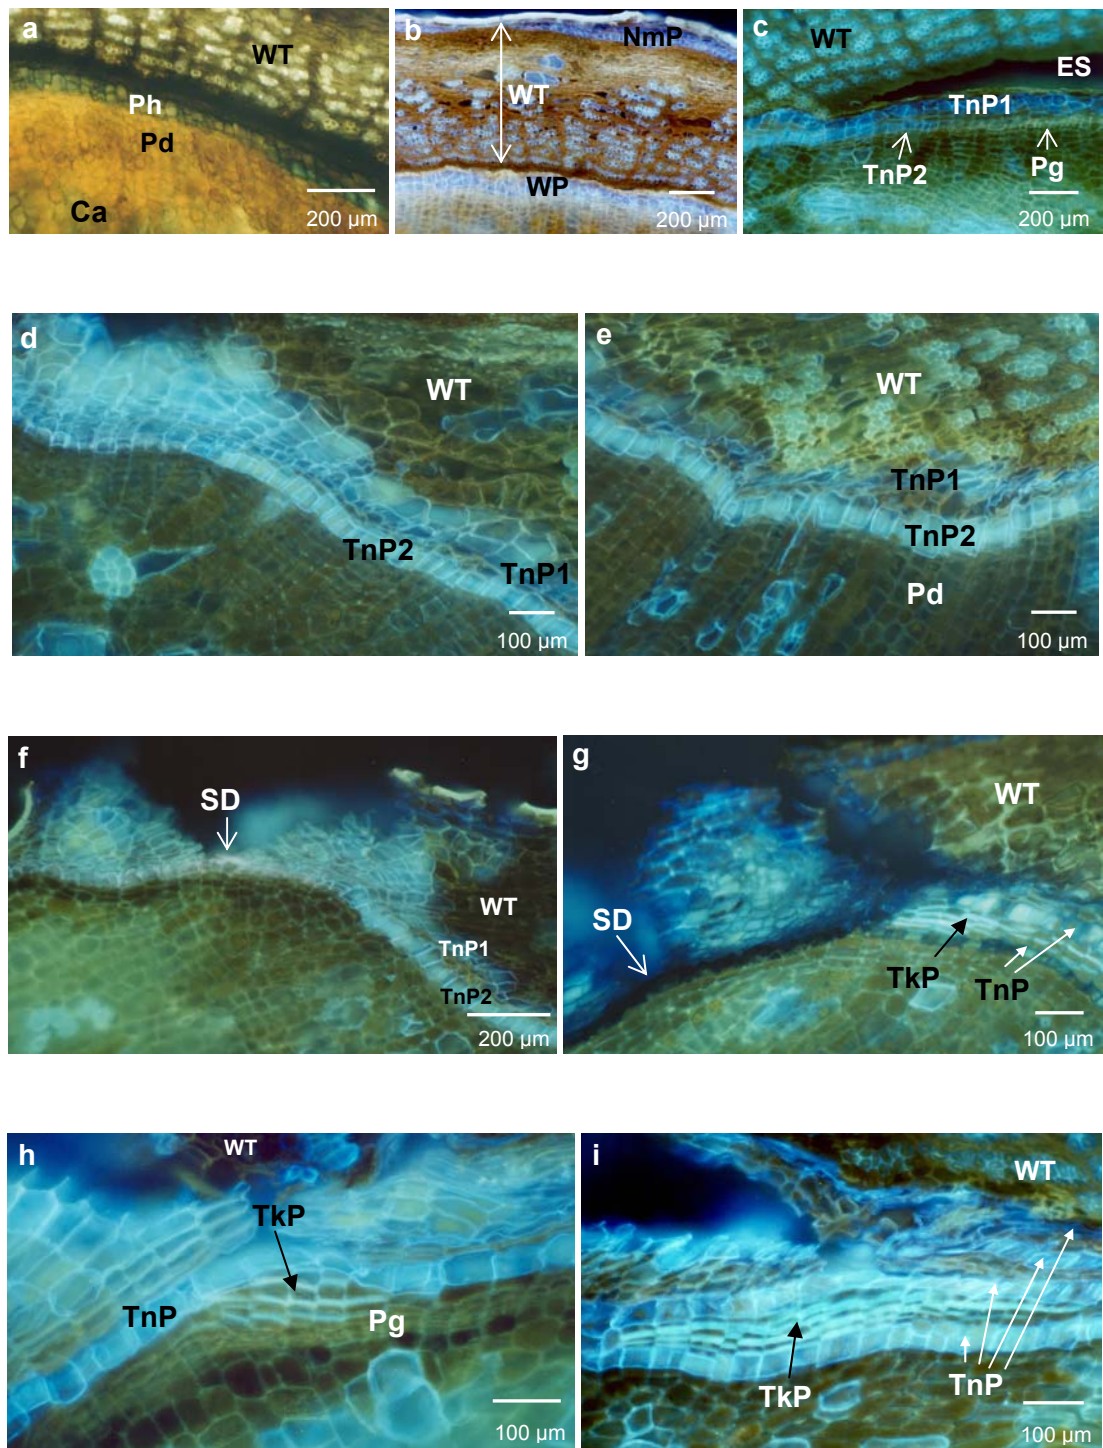 a
WT
Ph
Pd
Ca
200 µm
b
NmP
WT
WP
200 µm
c
WT
ES
TnP1
TnP2
Pg
200 µm
d
WT
TnP2
TnP1
100 µm
e
WT
TnP1
TnP2
Pd
100 µm
f
SD
WT
TnP1
TnP2
200 µm
g
WT
SD
TkP
TnP
100 µm
h
WT
TkP
TnP
Pg
100 µm
i
WT
TkP
TnP
100 µm